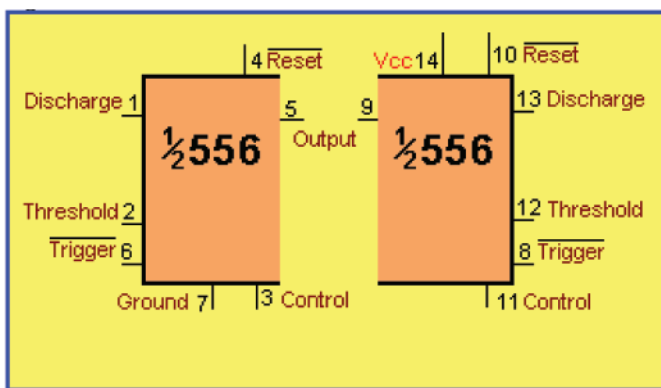 4 Reset
Vcc 14
10 Reset
Discharge 1
5
9
13 Discharge
½556
Output
½556
Threshold 2
12 Threshold
Trigger 6
8 Trigger
Ground 7
3 Control
11 Control